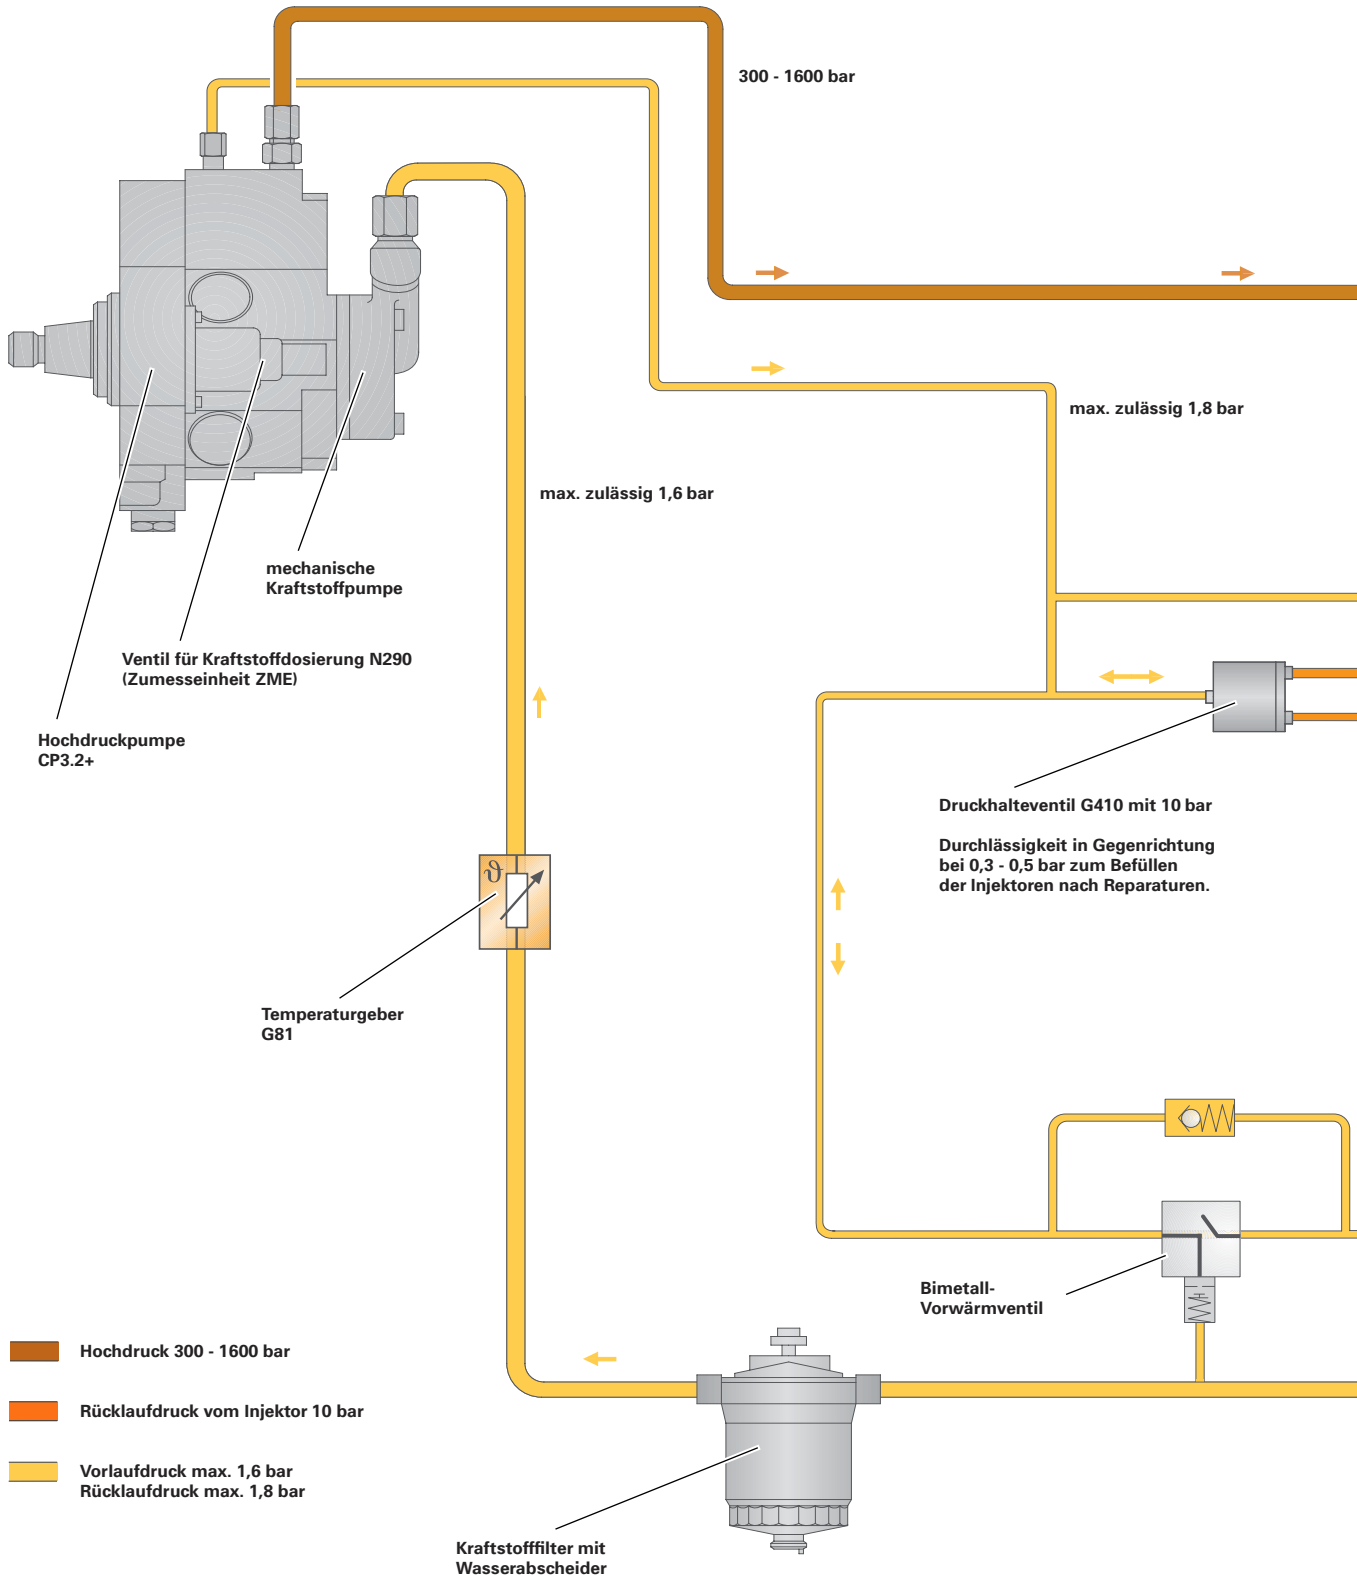 300 - 1600 bar
max. zulässig 1,8 bar
max. zulässig 1,6 bar
mechanische
Kraftstoffpumpe
Ventil für Kraftstoffdosierung N290
(Zumesseinheit ZME)
Hochdruckpumpe
CP3.2+
Druckhalteventil G410 mit 10 bar
Durchlässigkeit in Gegenrichtung
bei 0,3 - 0,5 bar zum Befüllen
der Injektoren nach Reparaturen.
ϑ
Temperaturgeber
G81
Bimetall-
Vorwärmventil
Hochdruck 300 - 1600 bar
Rücklaufdruck vom Injektor 10 bar
Vorlaufdruck max. 1,6 bar
Rücklaufdruck max. 1,8 bar
Kraftstofffilter mit
Wasserabscheider